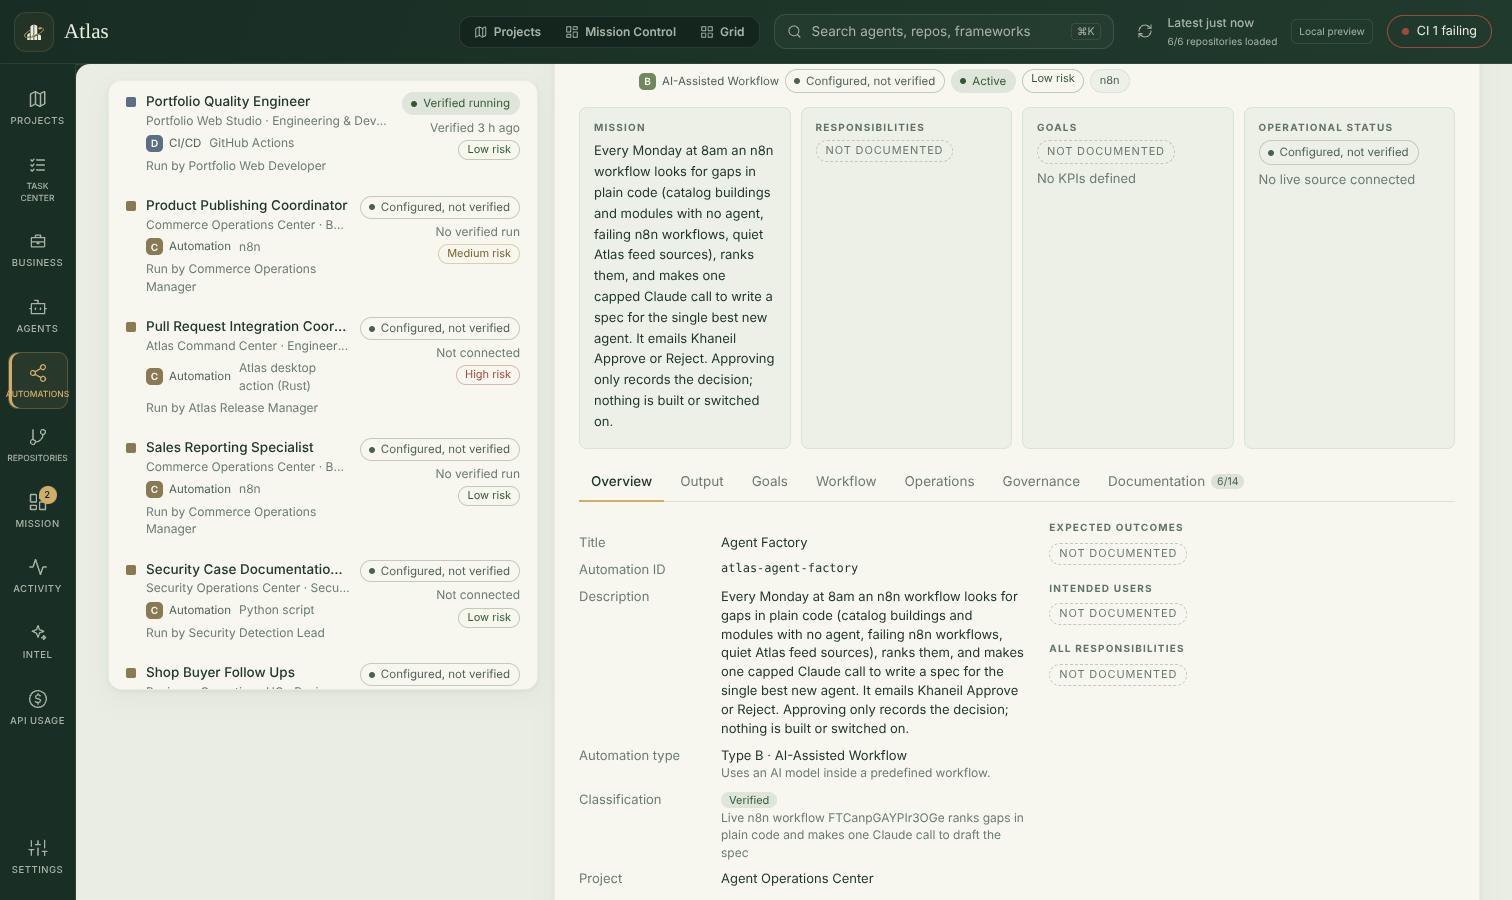 Atlas
Projects
Mission Control
Grid
Search agents, repos, frameworks
⌘K
Latest just now
6/6 repositories loaded
Local preview
CI 1 failing
PROJECTS
TASK
CENTER
BUSINESS
AGENTS
AUTOMATIONS
REPOSITORIES
2
MISSION
ACTIVITY
INTEL
API USAGE
SETTINGS
Portfolio Quality Engineer
Verified running
Portfolio Web Studio · Engineering & Dev...
Verified 3 h ago
D CI/CD GitHub Actions
Low risk
Run by Portfolio Web Developer
Product Publishing Coordinator
Configured, not verified
Commerce Operations Center · B...
No verified run
C Automation n8n
Medium risk
Run by Commerce Operations
Manager
Pull Request Integration Coor...
Configured, not verified
Atlas Command Center · Engineer...
Not connected
C Automation Atlas desktop
action (Rust)
High risk
Run by Atlas Release Manager
Sales Reporting Specialist
Configured, not verified
Commerce Operations Center · B...
No verified run
C Automation n8n
Low risk
Run by Commerce Operations
Manager
Security Case Documentatio...
Configured, not verified
Security Operations Center · Secu...
Not connected
C Automation Python script
Low risk
Run by Security Detection Lead
Shop Buyer Follow Ups
Configured, not verified
B AI-Assisted Workflow
Configured, not verified
Active
Low risk
n8n
MISSION
Every Monday at 8am an n8n
workflow looks for gaps in
plain code (catalog buildings
and modules with no agent,
failing n8n workflows, quiet
Atlas feed sources), ranks
them, and makes one
capped Claude call to write a
spec for the single best new
agent. It emails Khaneil
Approve or Reject. Approving
only records the decision;
nothing is built or switched
on.
RESPONSIBILITIES
NOT DOCUMENTED
GOALS
NOT DOCUMENTED
No KPIs defined
OPERATIONAL STATUS
Configured, not verified
No live source connected
Overview
Output
Goals
Workflow
Operations
Governance
Documentation 6/14
Title
Agent Factory
Automation ID
atlas-agent-factory
Description
Every Monday at 8am an n8n workflow looks for
gaps in plain code (catalog buildings and
modules with no agent, failing n8n workflows,
quiet Atlas feed sources), ranks them, and makes
one capped Claude call to write a spec for the
single best new agent. It emails Khaneil Approve
or Reject. Approving only records the decision;
nothing is built or switched on.
Automation type
Type B · AI-Assisted Workflow
Uses an AI model inside a predefined workflow.
Classification
Verified
Live n8n workflow FTCanpGAYPIr3OGe ranks gaps in
plain code and makes one Claude call to draft the
spec
Project
Agent Operations Center
EXPECTED OUTCOMES
NOT DOCUMENTED
INTENDED USERS
NOT DOCUMENTED
ALL RESPONSIBILITIES
NOT DOCUMENTED